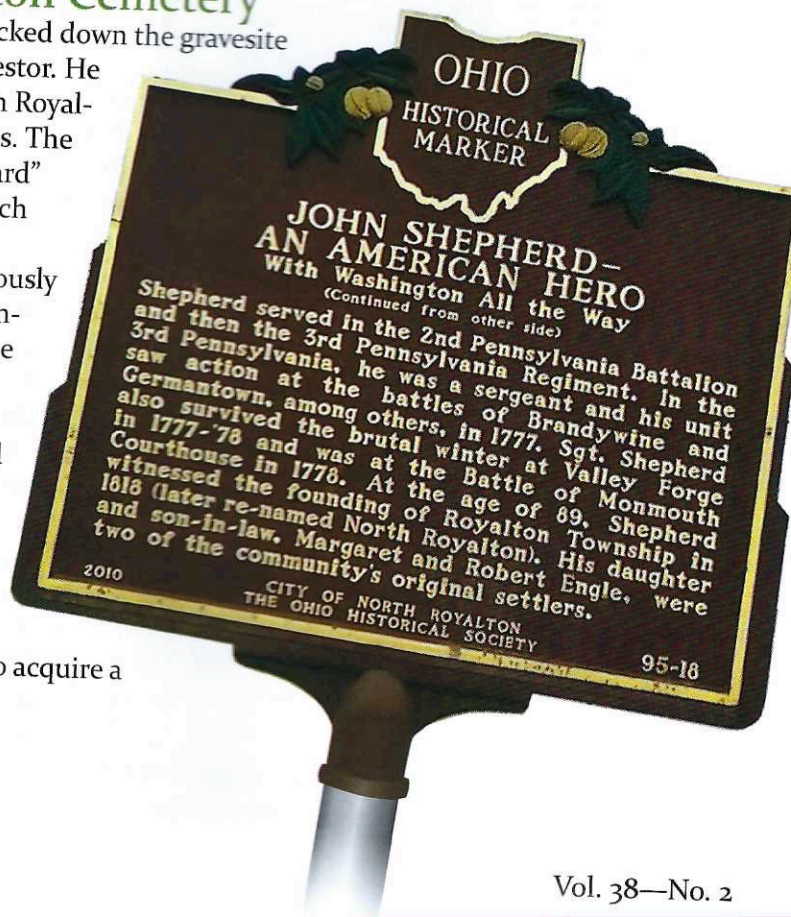 Cemetery
cked down the gravesite
estor. He
n Royal-
s. The
ard”
ch
ously
n-
e
o acquire a
OHIO
HISTORICAL
MARKER
JOHN SHEPHERD–
AN AMERICAN HERO
With Washington All the Way
(Continued from other side)
Shepherd served in the 2nd Pennsylvania Battalion
and then the 3rd Pennsylvania Regiment. In the
3rd Pennsylvania, he was a sergeant and his unit
saw action at the battles of Brandywine and
Germantown, among others, in 1777. Sgt. Shepherd
also survived the brutal winter at Valley Forge
in 1777-'78 and was at the Battle of Monmouth
Courthouse in 1778. At the age of 89, Shepherd
witnessed the founding of Royalton Township in
1818 (later re-named North Royalton). His daughter
and son-in-law, Margaret and Robert Engle, were
two of the community's original settlers.
2010
CITY OF NORTH ROYALTON
THE OHIO HISTORICAL SOCIETY
95-18
Vol. 38—No. 2